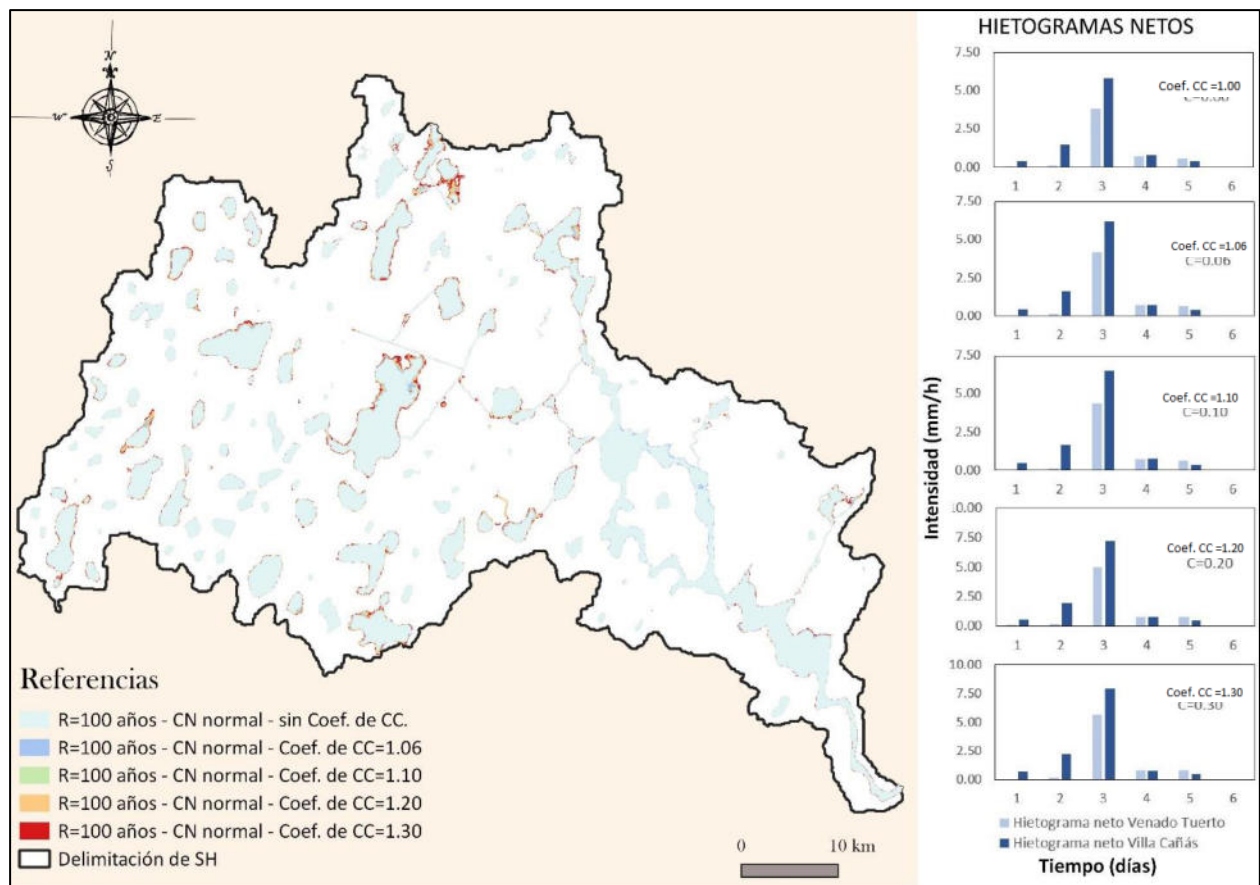 N
W
E
S
Referencias
R=100 años - CN normal - sin Coef. de CC.
R=100 años - CN normal - Coef. de CC=1.06
R=100 años - CN normal - Coef. de CC=1.10
R=100 años - CN normal - Coef. de CC=1.20
R=100 años - CN normal - Coef. de CC=1.30
Delimitación de SH
0 10 km
HIETOGRAMAS NETOS
Intensidad (mm/h)
7.50
5.00
2.50
0.00
Coef. CC =1.00
1 2 3 4 5 6
7.50
5.00
2.50
0.00
Coef. CC =1.06
C=0.06
1 2 3 4 5 6
7.50
5.00
2.50
0.00
Coef. CC =1.10
C=0.10
1 2 3 4 5 6
10.00
7.50
5.00
2.50
0.00
Coef. CC =1.20
C=0.20
1 2 3 4 5 6
10.00
7.50
5.00
2.50
0.00
Coef. CC =1.30
C=0.30
1 2 3 4 5 6
Hietograma neto Venado Tuerto
Hietograma neto Villa Cañás
Tiempo (días)